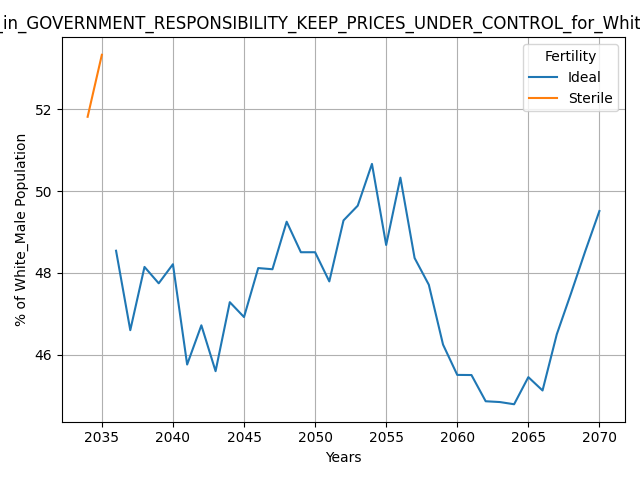 _in_GOVERNMENT_RESPONSIBILITY_KEEP_PRICES_UNDER_CONTROL_for_Whit
Fertility
Ideal
Sterile
% of White_Male Population
52
50
48
46
2035 2040 2045 2050 2055 2060 2065 2070
Years